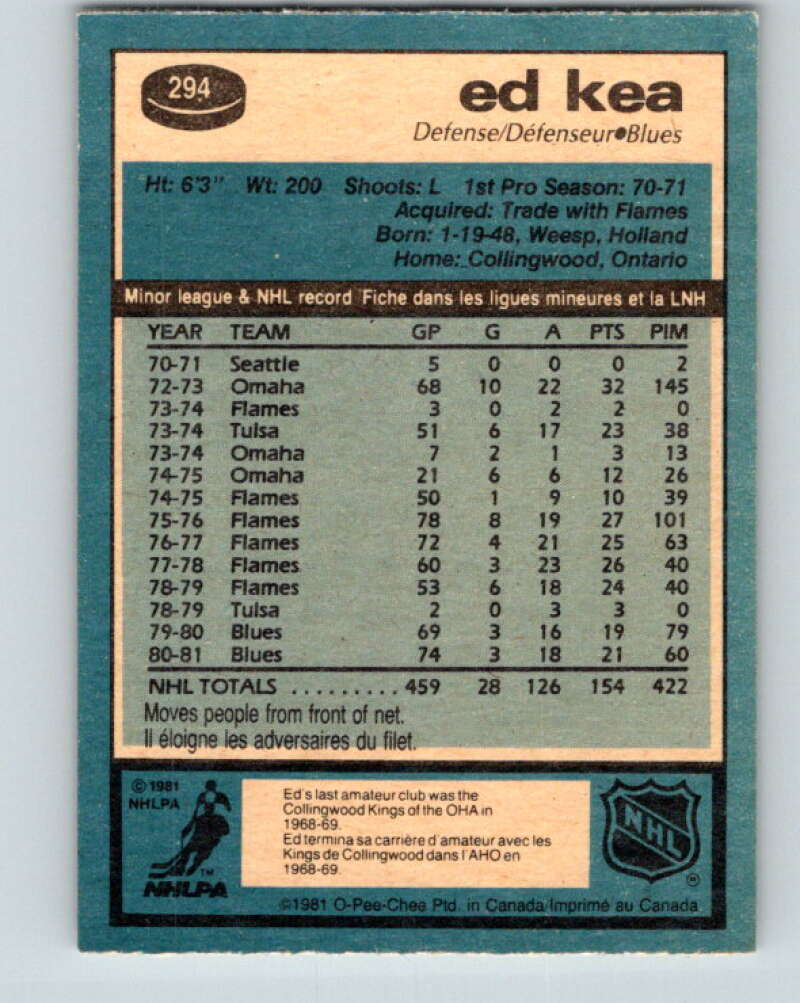 294
ed kea
Defense/Défenseur•Blues
Ht: 6'3" Wt: 200 Shoots: L 1st Pro Season: 70-71
Acquired: Trade with Flames
Born: 1-19-48, Weesp, Holland
Home: Collingwood, Ontario
Minor league & NHL record Fiche dans les ligues mineures et la LNH
YEAR TEAM GP G A PTS PIM
70-71 Seattle 5 0 0 0 2
72-73 Omaha 68 10 22 32 145
73-74 Flames 3 0 2 2 0
73-74 Tulsa 51 6 17 23 38
73-74 Omaha 7 2 1 3 13
74-75 Omaha 21 6 6 12 26
74-75 Flames 50 1 9 10 39
75-76 Flames 78 8 19 27 101
76-77 Flames 72 4 21 25 63
77-78 Flames 60 3 23 26 40
78-79 Flames 53 6 18 24 40
78-79 Tulsa 2 0 3 3 0
79-80 Blues 69 3 16 19 79
80-81 Blues 74 3 18 21 60
NHL TOTALS ......... 459 28 126 154 422
Moves people from front of net.
Il éloigne les adversaires du filet.
© 1981
NHLPA
TM
NHLPA
Ed's last amateur club was the
Collingwood Kings of the OHA in
1968-69.
Ed termina sa carrière d'amateur avec les
Kings de Collingwood dans l'AHO en
1968-69.
NHL
©1981 O-Pee-Chee Ptd. in Canada/Imprimé au Canada